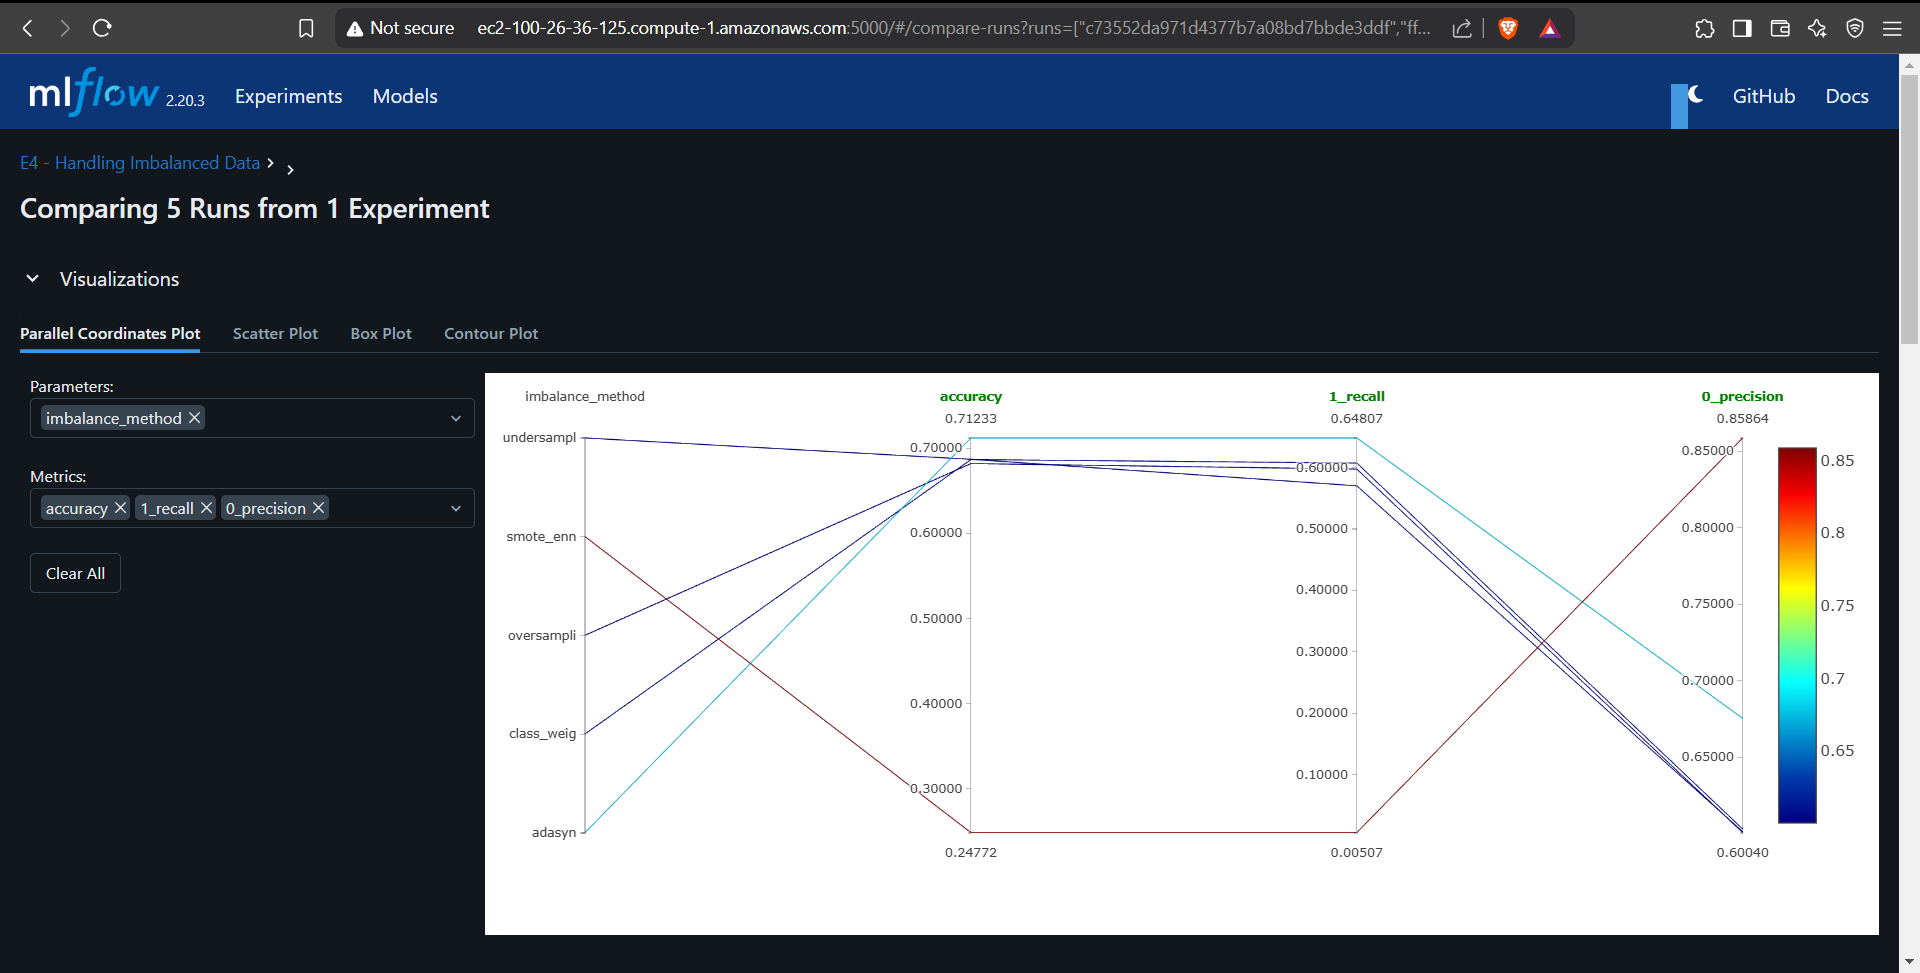 Not secure ec2-100-26-36-125.compute-1.amazonaws.com:5000/#/compare-runs?runs=["c73552da971d4377b7a08bd7bbde3ddf","ff...
mlflow 2.20.3 Experiments Models GitHub Docs
E4 - Handling Imbalanced Data
Comparing 5 Runs from 1 Experiment
Visualizations
Parallel Coordinates Plot Scatter Plot Box Plot Contour Plot
Parameters:
imbalance_method
Metrics:
accuracy 1_recall 0_precision
Clear All
imbalance_method accuracy 1_recall 0_precision
0.71233 0.64807 0.85864
undersampl
smote_enn
oversampli
class_weig
adasyn
0.70000
0.60000
0.50000
0.40000
0.30000
0.24772
0.60000
0.50000
0.40000
0.30000
0.20000
0.10000
0.00507
0.85000
0.80000
0.75000
0.70000
0.65000
0.60040
0.85
0.8
0.75
0.7
0.65